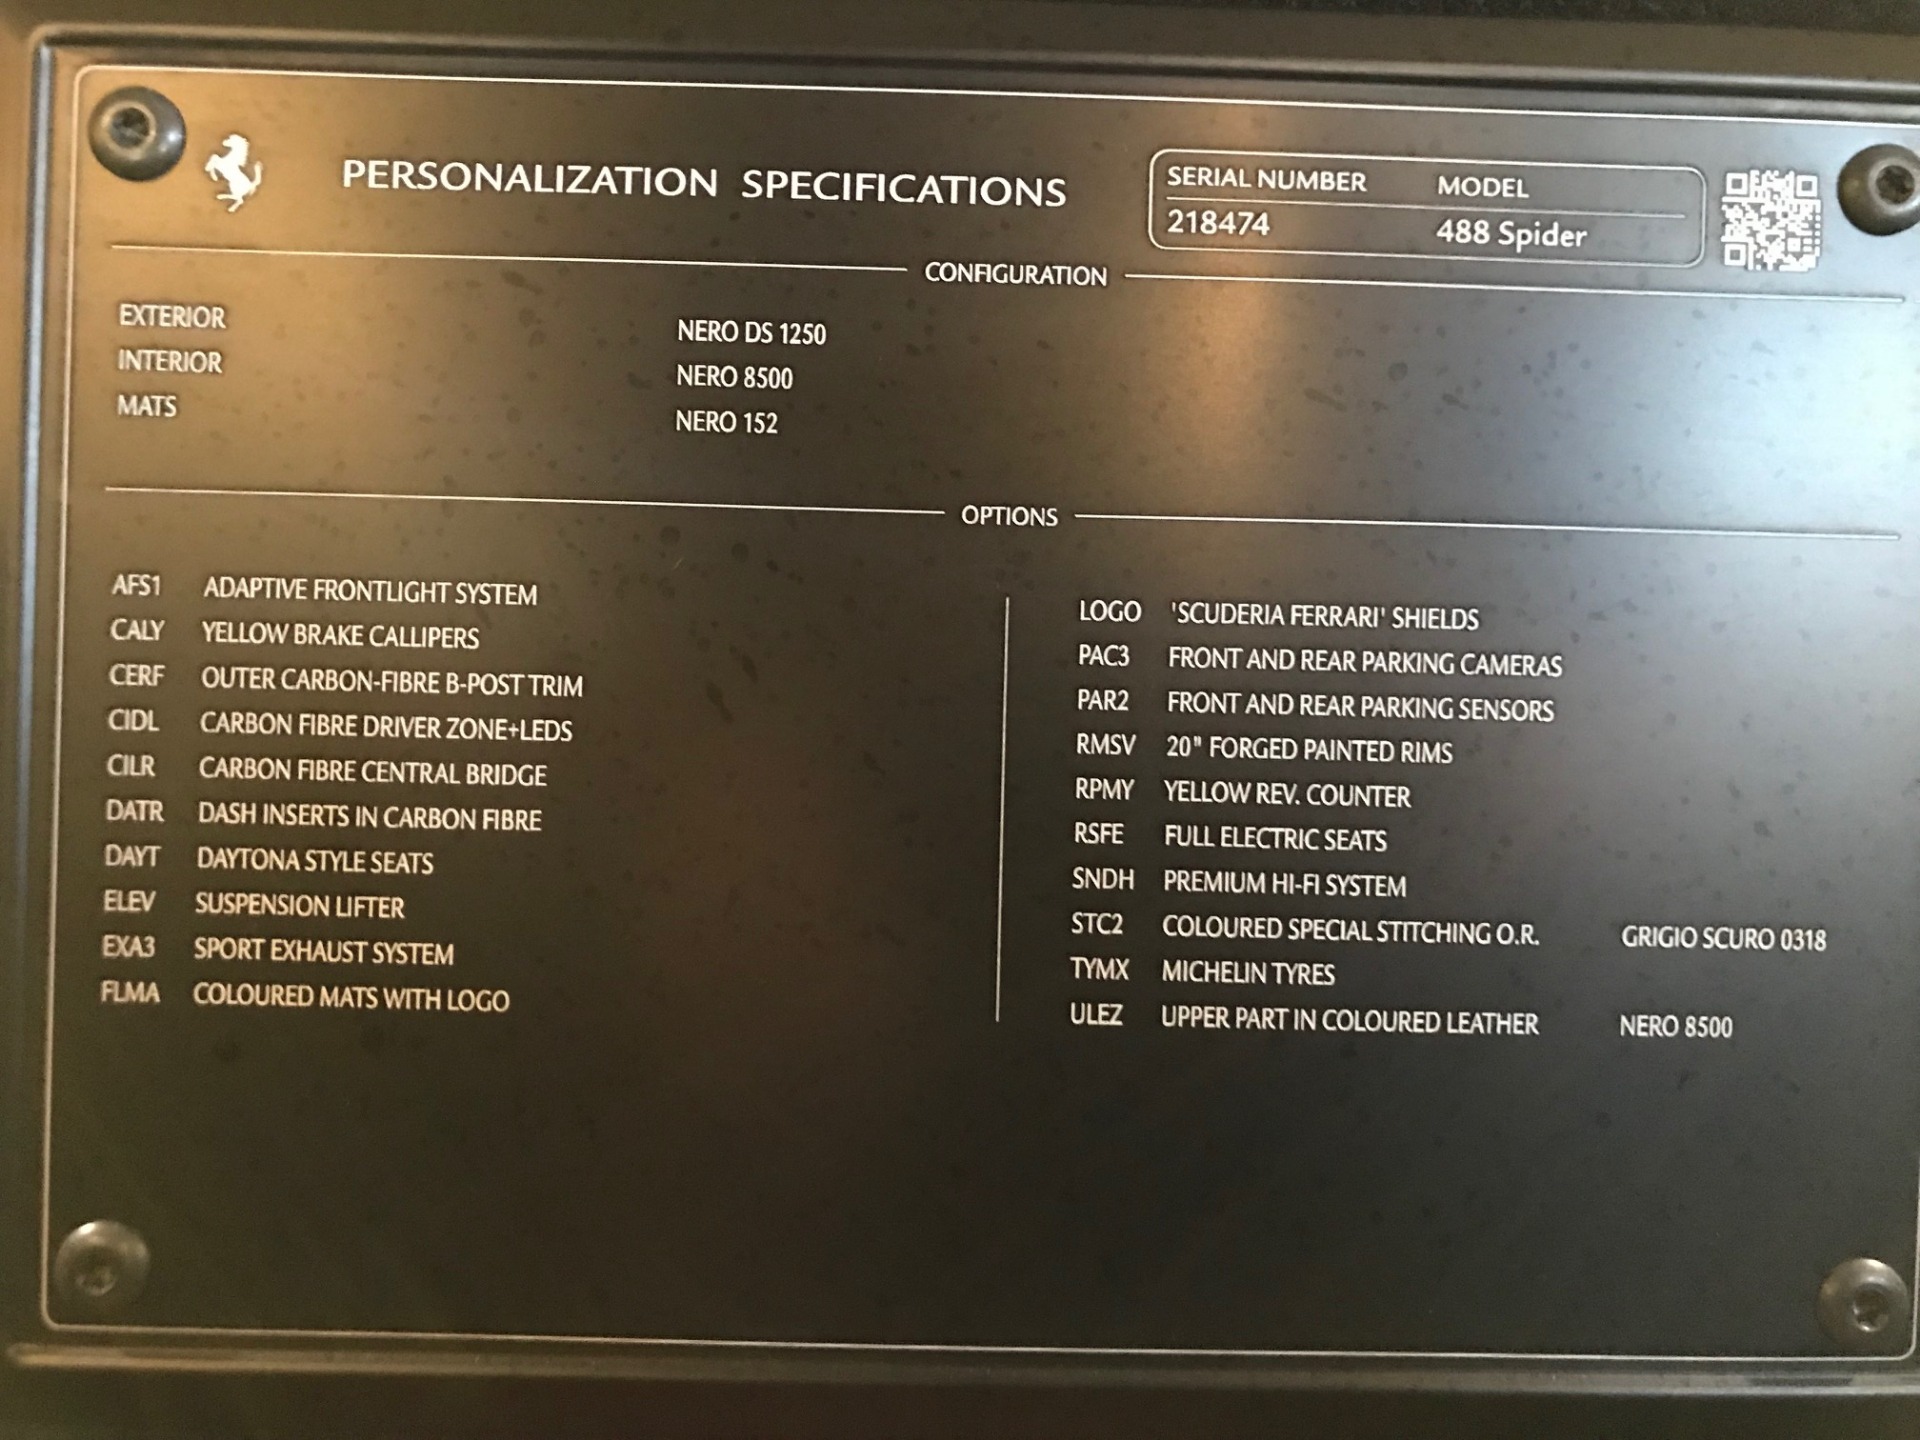 PERSONALIZATION SPECIFICATIONS
SERIAL NUMBER MODEL
218474 488 Spider
CONFIGURATION
EXTERIOR NERO DS 1250
INTERIOR NERO 8500
MATS NERO 152
OPTIONS
AFS1 ADAPTIVE FRONTLIGHT SYSTEM
CALY YELLOW BRAKE CALLIPERS
CERF OUTER CARBON-FIBRE B-POST TRIM
CIDL CARBON FIBRE DRIVER ZONE+LEDS
CILR CARBON FIBRE CENTRAL BRIDGE
DATR DASH INSERTS IN CARBON FIBRE
DAYT DAYTONA STYLE SEATS
ELEV SUSPENSION LIFTER
EXA3 SPORT EXHAUST SYSTEM
FLMA COLOURED MATS WITH LOGO
LOGO 'SCUDERIA FERRARI' SHIELDS
PAC3 FRONT AND REAR PARKING CAMERAS
PAR2 FRONT AND REAR PARKING SENSORS
RMSV 20" FORGED PAINTED RIMS
RPMY YELLOW REV. COUNTER
RSFE FULL ELECTRIC SEATS
SNDH PREMIUM HI-FI SYSTEM
STC2 COLOURED SPECIAL STITCHING O.R. GRIGIO SCURO 0318
TYMX MICHELIN TYRES
ULEZ UPPER PART IN COLOURED LEATHER NERO 8500